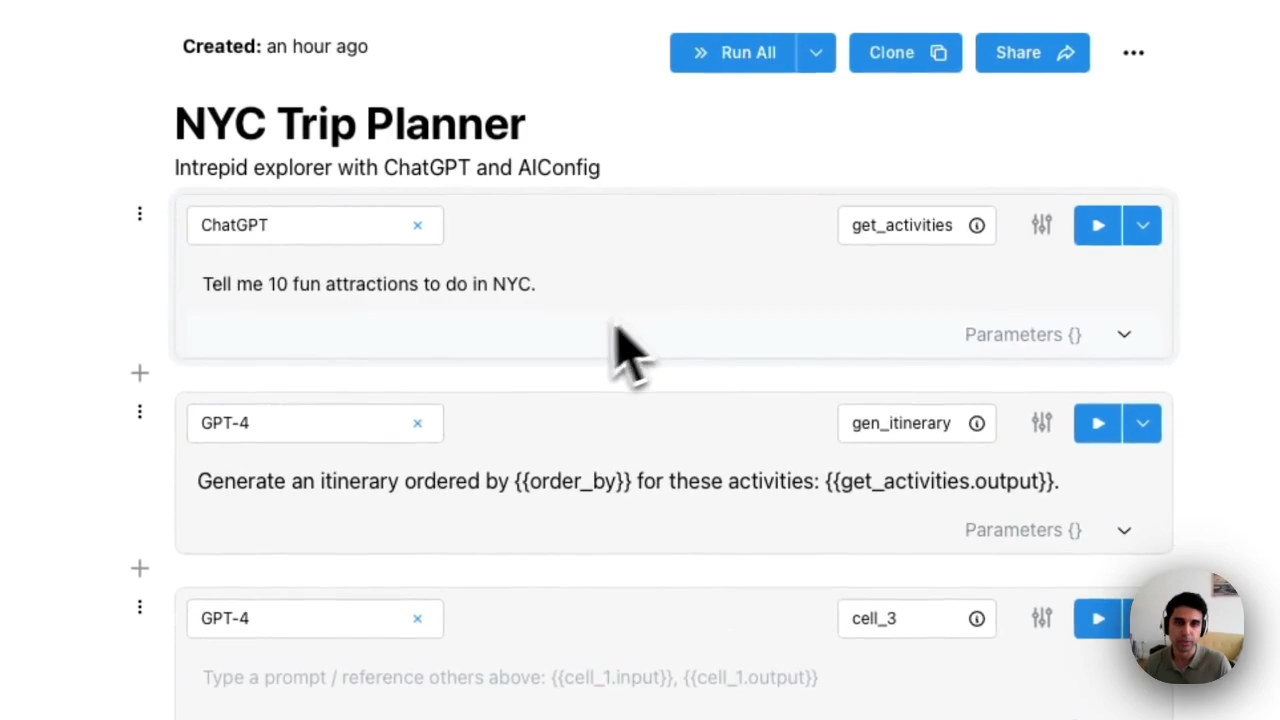 Created: an hour ago
Run All
Clone
Share
NYC Trip Planner
Intrepid explorer with ChatGPT and AIConfig
ChatGPT
get_activities
Tell me 10 fun attractions to do in NYC.
Parameters {}
GPT-4
gen_itinerary
Generate an itinerary ordered by {{order_by}} for these activities: {{get_activities.output}}.
Parameters {}
GPT-4
cell_3
Type a prompt / reference others above: {{cell_1.input}}, {{cell_1.output}}